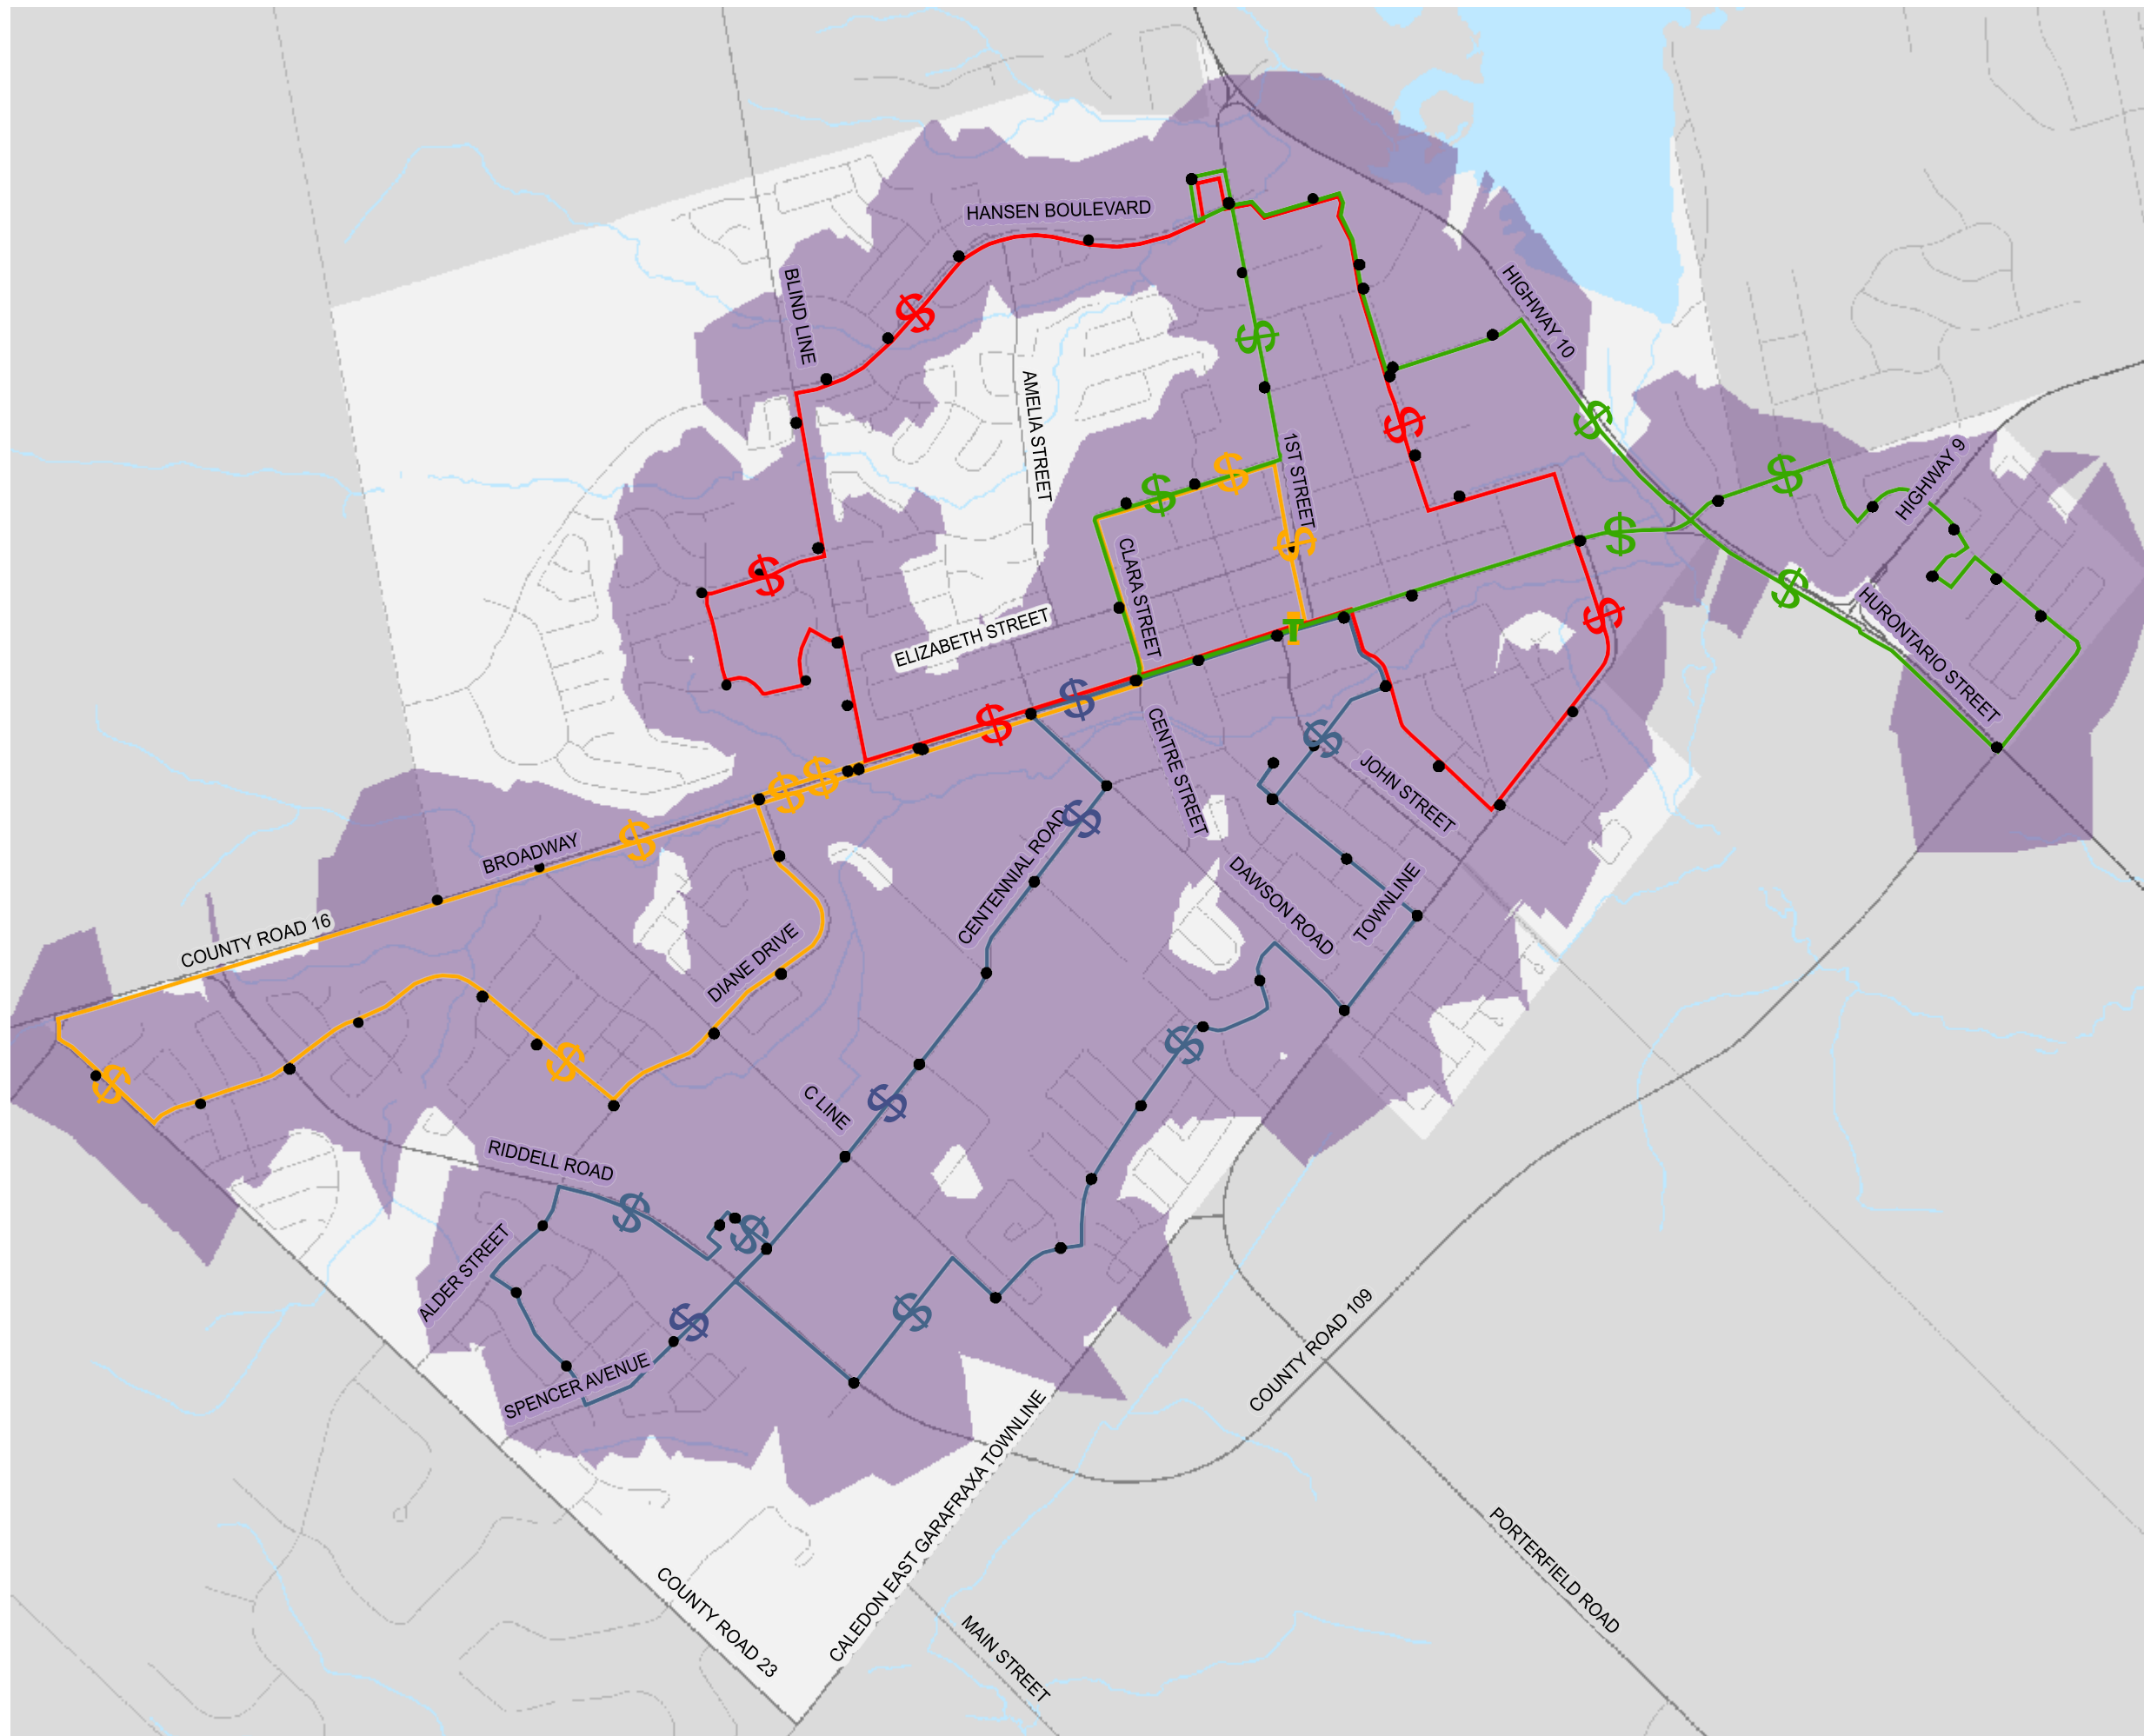 HANSEN BOULEVARD
$
$
BLIND LINE
HIGHWAY 10
$
$
$
AMELIA STREET
1ST STREET
HIGHWAY 9
$
$
$
$
$
CLARA STREET
$
$
HURONTARIO STREET
ELIZABETH STREET
T
$
$
$
CENTRE STREET
$
JOHN STREET
$
$
$
BROADWAY
$
CENTENNIAL ROAD
DAWSON ROAD
TOWNLINE
COUNTY ROAD 16
DIANE DRIVE
$
$
$
C LINE
$
RIDDELL ROAD
$
$
ALDER STREET
$
$
SPENCER AVENUE
COUNTY ROAD 109
CALEDON EAST GARAFRAXA TOWNLINE
PORTERFIELD ROAD
COUNTY ROAD 23
MAIN STREET